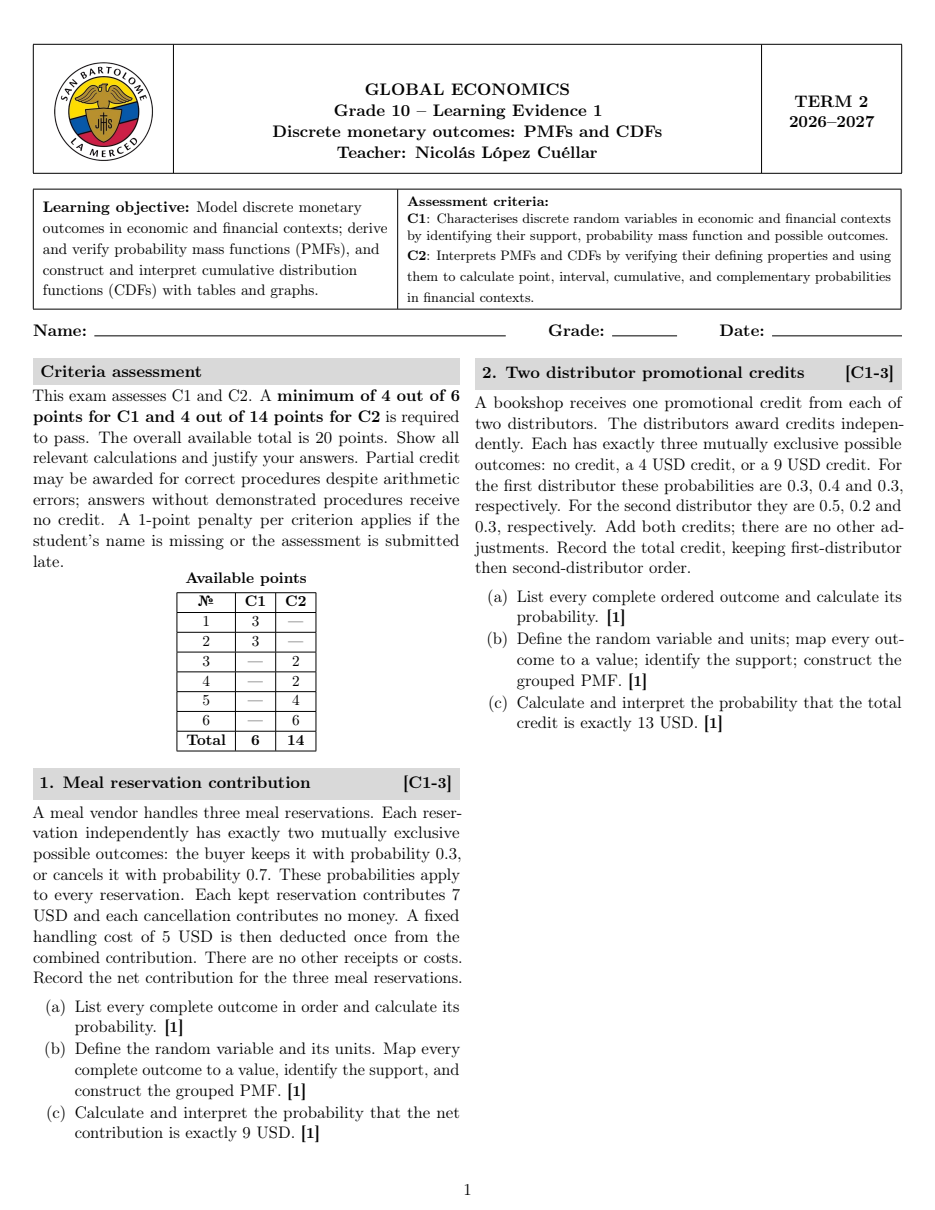 SAN BARTOLOME
JHS
LA MERCED
GLOBAL ECONOMICS
Grade 10 – Learning Evidence 1
Discrete monetary outcomes: PMFs and CDFs
Teacher: Nicolás López Cuéllar
TERM 2
2026–2027
Learning objective: Model discrete monetary
outcomes in economic and financial contexts; derive
and verify probability mass functions (PMFs), and
construct and interpret cumulative distribution
functions (CDFs) with tables and graphs.
Assessment criteria:
C1: Characterises discrete random variables in economic and financial contexts
by identifying their support, probability mass function and possible outcomes.
C2: Interprets PMFs and CDFs by verifying their defining properties and using
them to calculate point, interval, cumulative, and complementary probabilities
in financial contexts.
Name: Grade: Date:
Criteria assessment
This exam assesses C1 and C2. A minimum of 4 out of 6
points for C1 and 4 out of 14 points for C2 is required
to pass. The overall available total is 20 points. Show all
relevant calculations and justify your answers. Partial credit
may be awarded for correct procedures despite arithmetic
errors; answers without demonstrated procedures receive
no credit. A 1-point penalty per criterion applies if the
student's name is missing or the assessment is submitted
late.
Available points
№ C1 C2
1 3 —
2 3 —
3 — 2
4 — 2
5 — 4
6 — 6
Total 6 14
1. Meal reservation contribution [C1-3]
A meal vendor handles three meal reservations. Each reser-
vation independently has exactly two mutually exclusive
possible outcomes: the buyer keeps it with probability 0.3,
or cancels it with probability 0.7. These probabilities apply
to every reservation. Each kept reservation contributes 7
USD and each cancellation contributes no money. A fixed
handling cost of 5 USD is then deducted once from the
combined contribution. There are no other receipts or costs.
Record the net contribution for the three meal reservations.
(a) List every complete outcome in order and calculate its
probability. [1]
(b) Define the random variable and its units. Map every
complete outcome to a value, identify the support, and
construct the grouped PMF. [1]
(c) Calculate and interpret the probability that the net
contribution is exactly 9 USD. [1]
2. Two distributor promotional credits [C1-3]
A bookshop receives one promotional credit from each of
two distributors. The distributors award credits indepen-
dently. Each has exactly three mutually exclusive possible
outcomes: no credit, a 4 USD credit, or a 9 USD credit. For
the first distributor these probabilities are 0.3, 0.4 and 0.3,
respectively. For the second distributor they are 0.5, 0.2 and
0.3, respectively. Add both credits; there are no other ad-
justments. Record the total credit, keeping first-distributor
then second-distributor order.
(a) List every complete ordered outcome and calculate its
probability. [1]
(b) Define the random variable and units; map every out-
come to a value; identify the support; construct the
grouped PMF. [1]
(c) Calculate and interpret the probability that the total
credit is exactly 13 USD. [1]
1